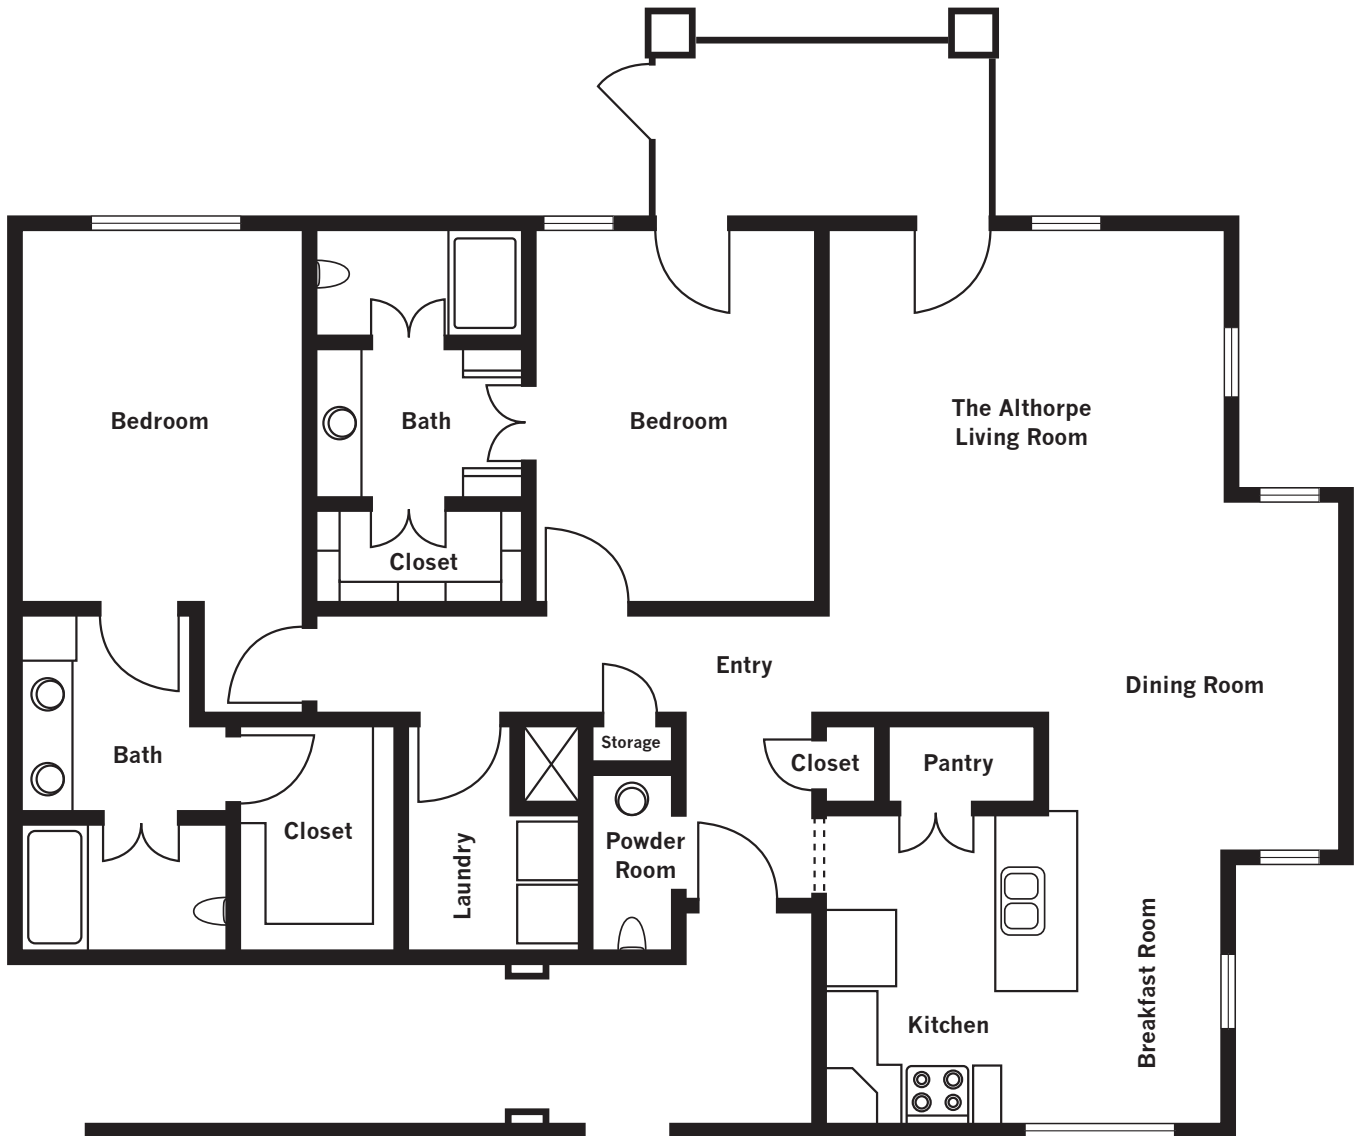 Bedroom
Bath
Bedroom
The Althorpe
Living Room
Closet
Entry
Dining Room
Storage
Bath
Closet
Pantry
Closet
Laundry
Powder
Room
Breakfast Room
Kitchen